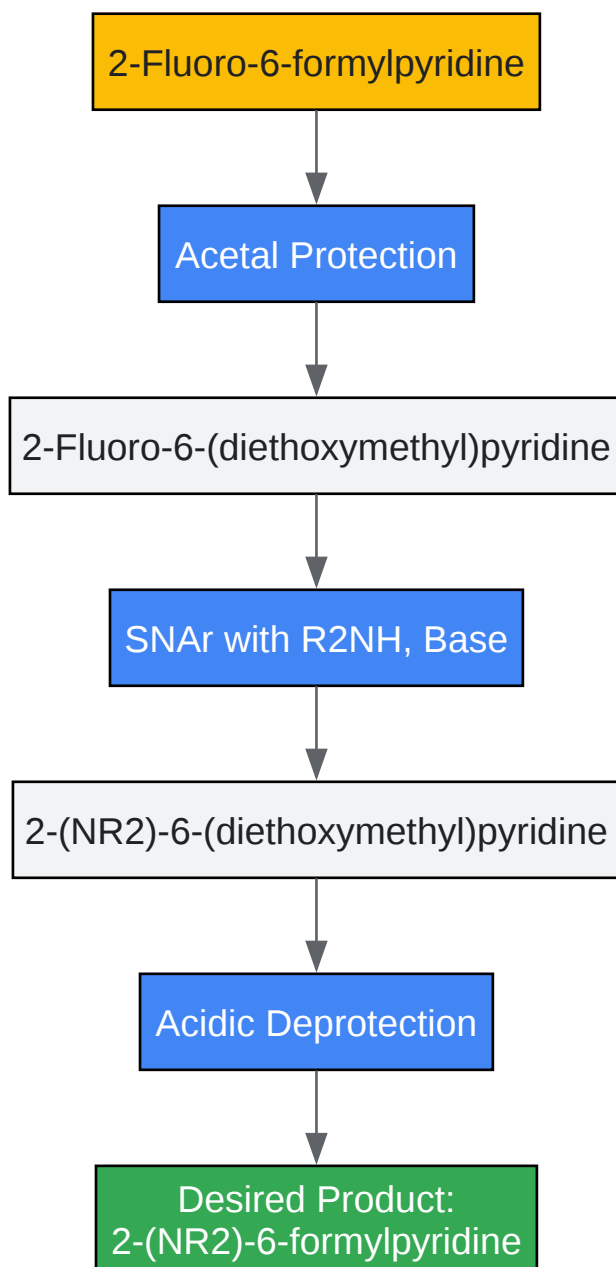 2-Fluoro-6-formylpyridine
Acetal Protection
2-Fluoro-6-(diethoxymethyl)pyridine
SNAr with R2NH, Base
2-(NR2)-6-(diethoxymethyl)pyridine
Acidic Deprotection
Desired Product:
2-(NR2)-6-formylpyridine